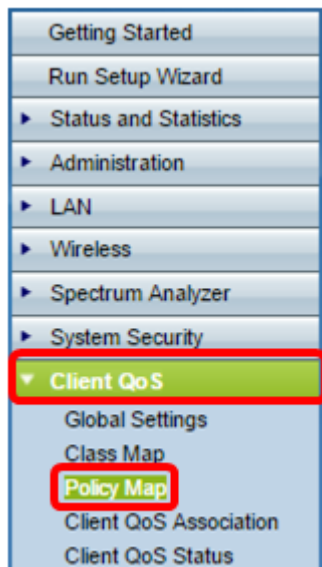 Getting Started
Run Setup Wizard
Status and Statistics
Administration
LAN
Wireless
Spectrum Analyzer
System Security
Client QoS
Global Settings
Class Map
Policy Map
Client QoS Association
Client QoS Status